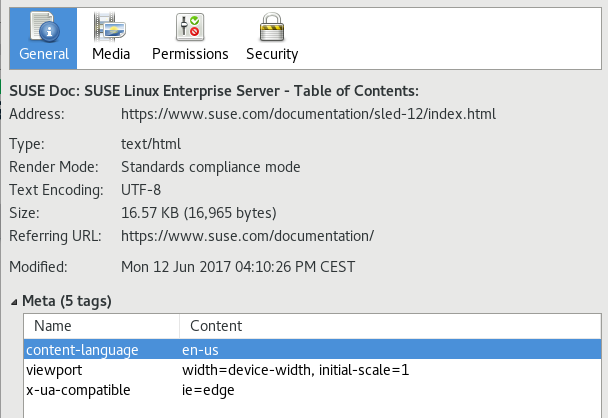 General Media Permissions Security
SUSE Doc: SUSE Linux Enterprise Server - Table of Contents:
Address: https://www.suse.com/documentation/sled-12/index.html
Type: text/html
Render Mode: Standards compliance mode
Text Encoding: UTF-8
Size: 16.57 KB (16,965 bytes)
Referring URL: https://www.suse.com/documentation/
Modified: Mon 12 Jun 2017 04:10:26 PM CEST
Meta (5 tags)
Name Content
content-language en-us
viewport width=device-width, initial-scale=1
x-ua-compatible ie=edge